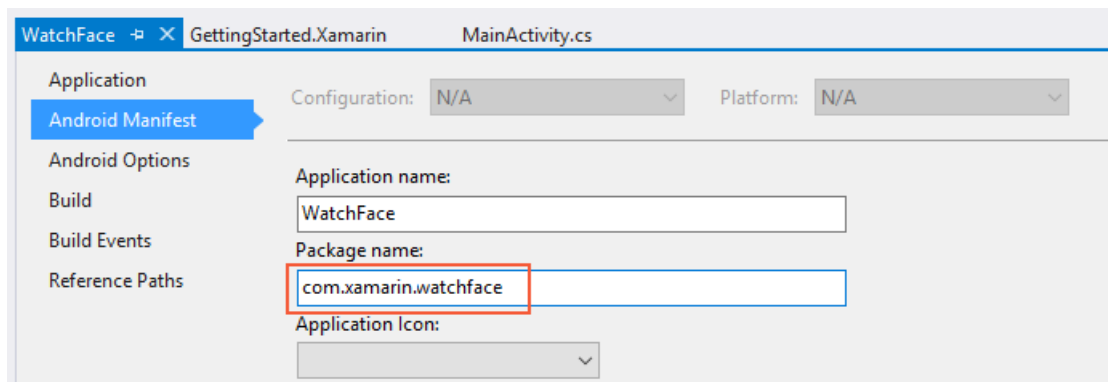 WatchFace GettingStarted.Xamarin MainActivity.cs
Application
Android Manifest
Android Options
Build
Build Events
Reference Paths
Configuration: N/A Platform: N/A
Application name:
WatchFace
Package name:
com.xamarin.watchface
Application Icon: